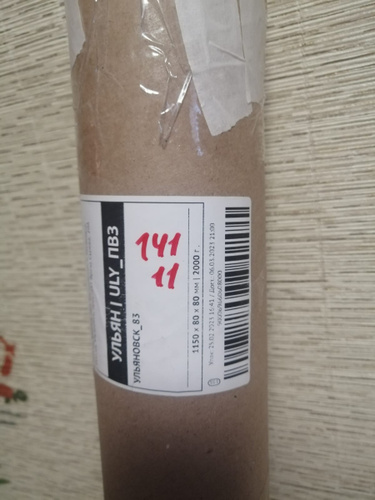 УЛЬЯН | ULY_ПВЗ
УЛЬЯНОВСК_83
141
11
1150 x 80 x 80 мм | 2000 г.